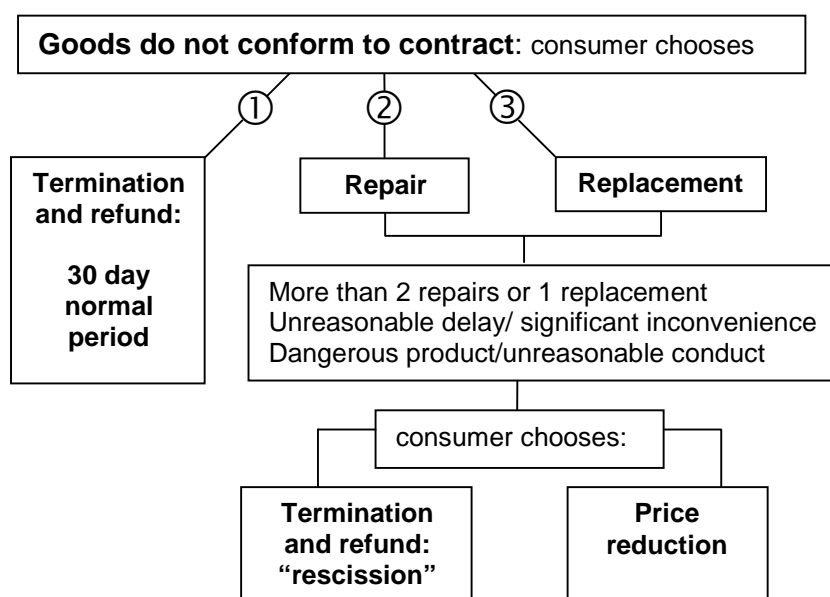 Goods do not conform to contract: consumer chooses
①
②
③
Termination
and refund:
30 day
normal
period
Repair
Replacement
More than 2 repairs or 1 replacement
Unreasonable delay/ significant inconvenience
Dangerous product/unreasonable conduct
consumer chooses:
Termination
and refund:
“rescission”
Price
reduction